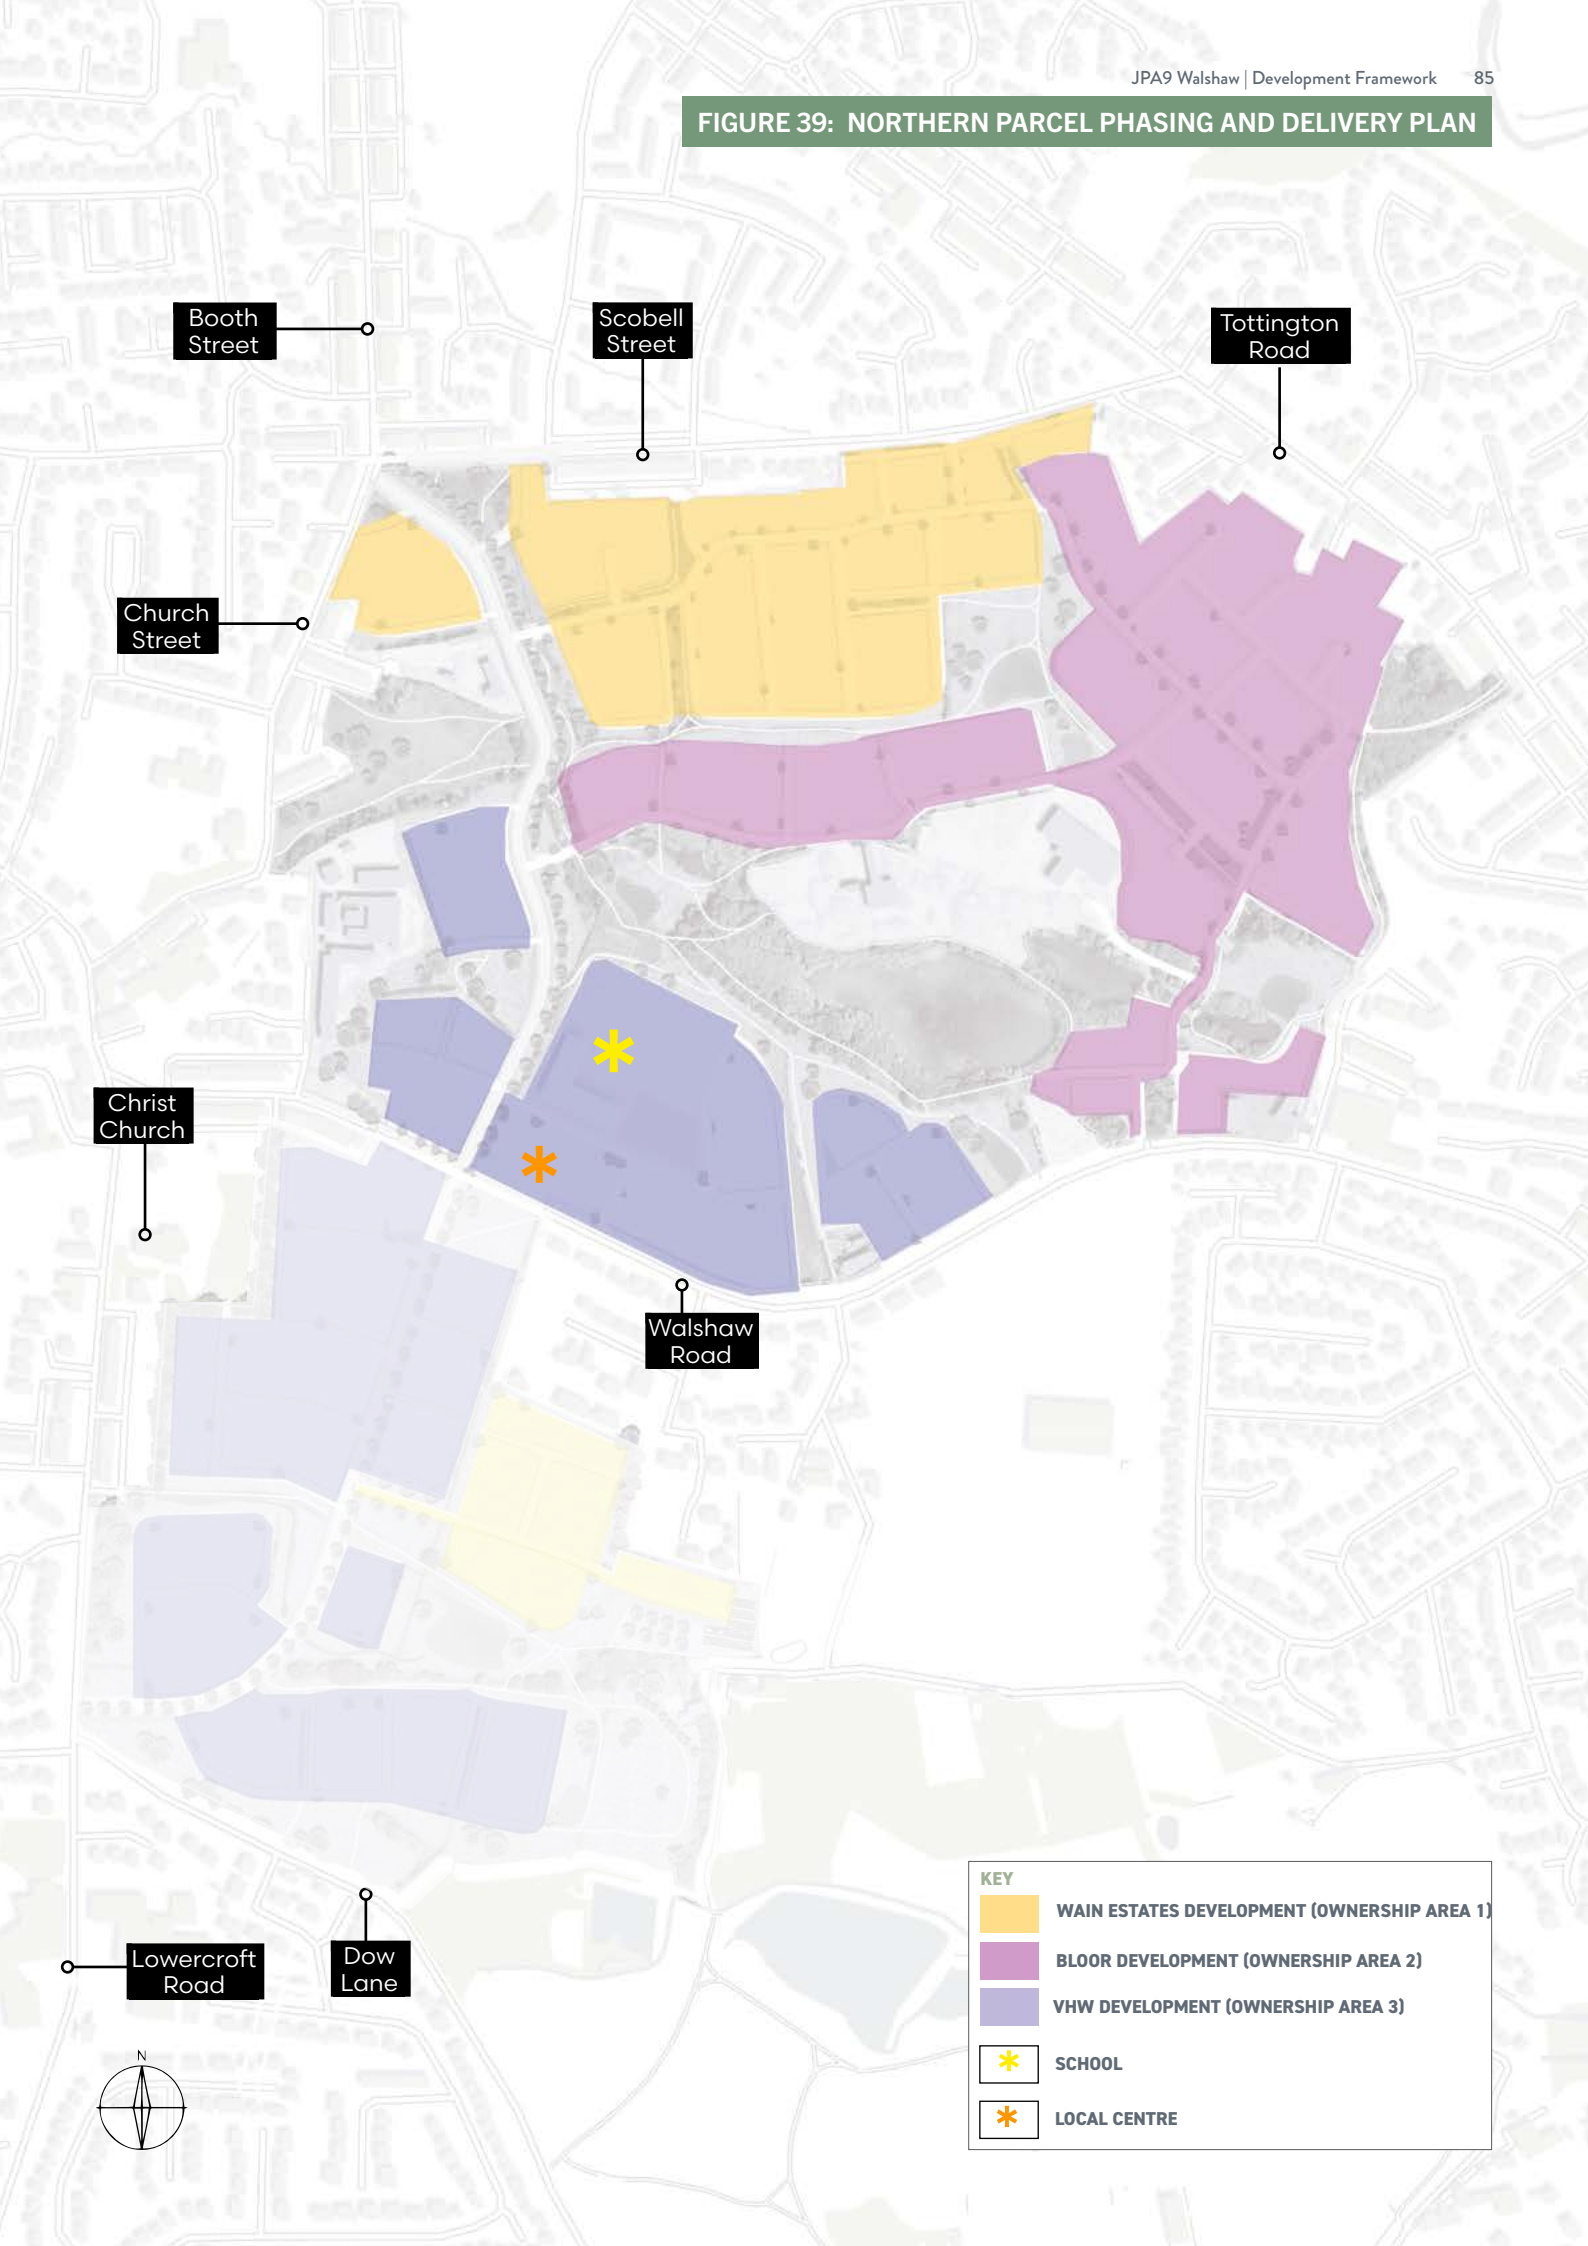 JPA9 Walshaw | Development Framework 85
FIGURE 39: NORTHERN PARCEL PHASING AND DELIVERY PLAN
Booth
Street
Scobell
Street
Tottington
Road
Church
Street
Christ
Church
Walshaw
Road
Lowercroft
Road
Dow
Lane
N
KEY
WAIN ESTATES DEVELOPMENT (OWNERSHIP AREA 1)
BLOOR DEVELOPMENT (OWNERSHIP AREA 2)
VHW DEVELOPMENT (OWNERSHIP AREA 3)
SCHOOL
LOCAL CENTRE